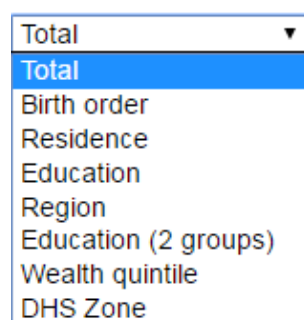 Total ▼
Total
Birth order
Residence
Education
Region
Education (2 groups)
Wealth quintile
DHS Zone